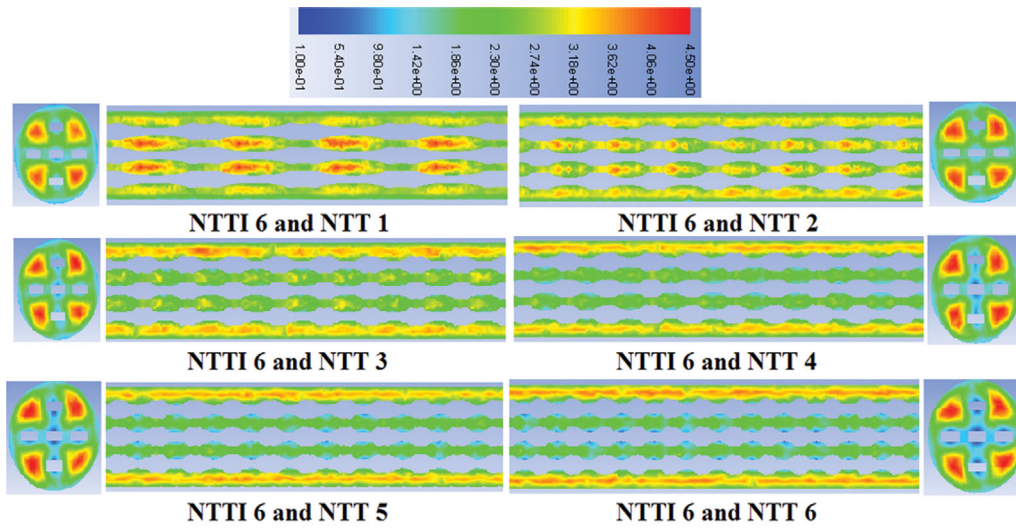 1.00e-01
5.40e-01
9.80e-01
1.42e+00
1.86e+00
2.30e+00
2.74e+00
3.18e+00
3.62e+00
4.06e+00
4.50e+00
NTTI 6 and NTT 1
NTTI 6 and NTT 2
NTTI 6 and NTT 3
NTTI 6 and NTT 4
NTTI 6 and NTT 5
NTTI 6 and NTT 6